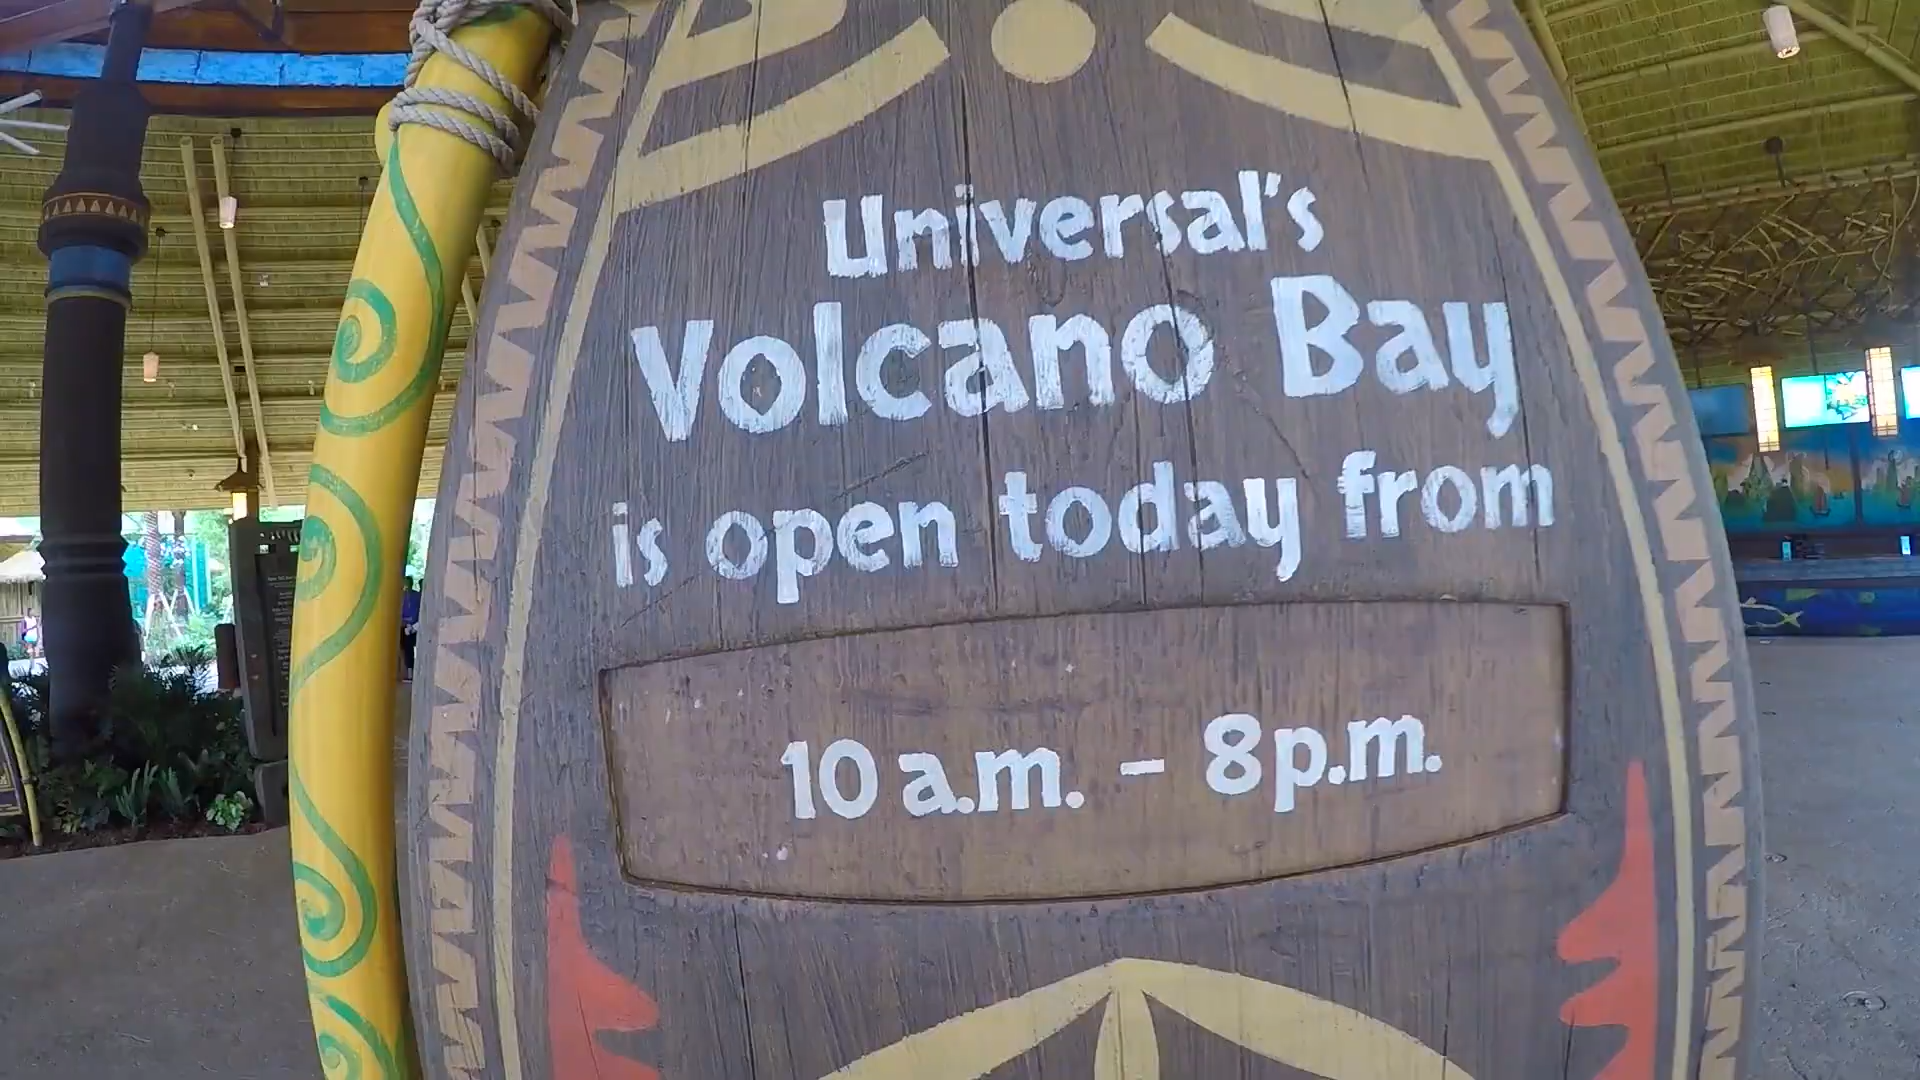 Universal's
Volcano Bay
is open today from
10 a.m. - 8 p.m.